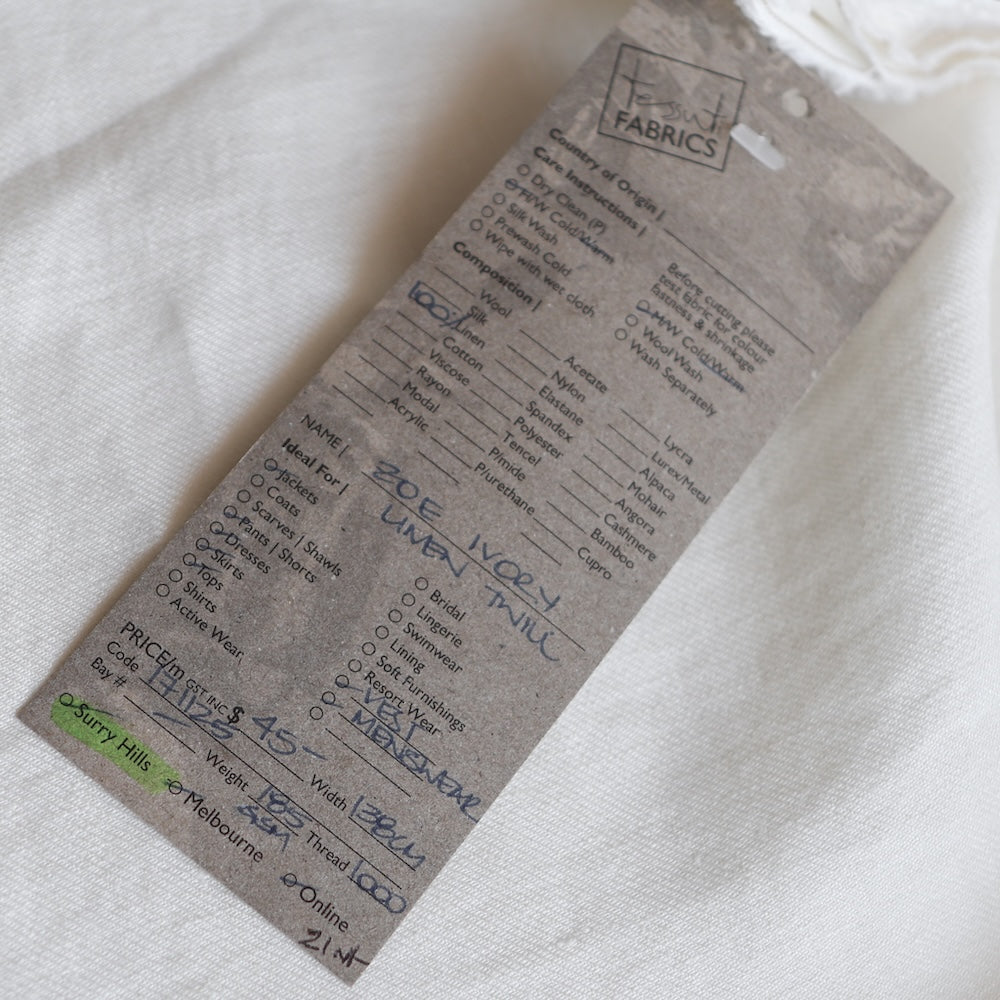 Tessuti
FABRICS
Country of Origin |
Care Instructions |
Dry Clean (P)
H/W Cold/Warm
Silk Wash
Prewash Cold
Wipe with wet cloth
Before cutting please
test fabric for colour
fastness & shrinkage
M/W Cold/Warm
Wool Wash
Wash Separately
Composition |
Wool
Silk
100% Linen
Cotton
Viscose
Rayon
Modal
Acrylic
Acetate
Nylon
Elastane
Spandex
Polyester
Tencel
P/mide
P/urethane
Lycra
Lurex/Metal
Alpaca
Mohair
Angora
Cashmere
Bamboo
Cupro
NAME | ZOE IVORY
LINEN TWILL
Ideal For |
Jackets
Coats
Scarves | Shawls
Pants | Shorts
Dresses
Skirts
Tops
Shirts
Active Wear
Bridal
Lingerie
Swimwear
Lining
Soft Furnishings
Resort Wear
VEST
MENSWEAR
PRICE/m GST INC $ 45-
Code 171125 Width 138CM
Bay # Weight 185 GSM Thread 1000
Surry Hills
Melbourne
Online